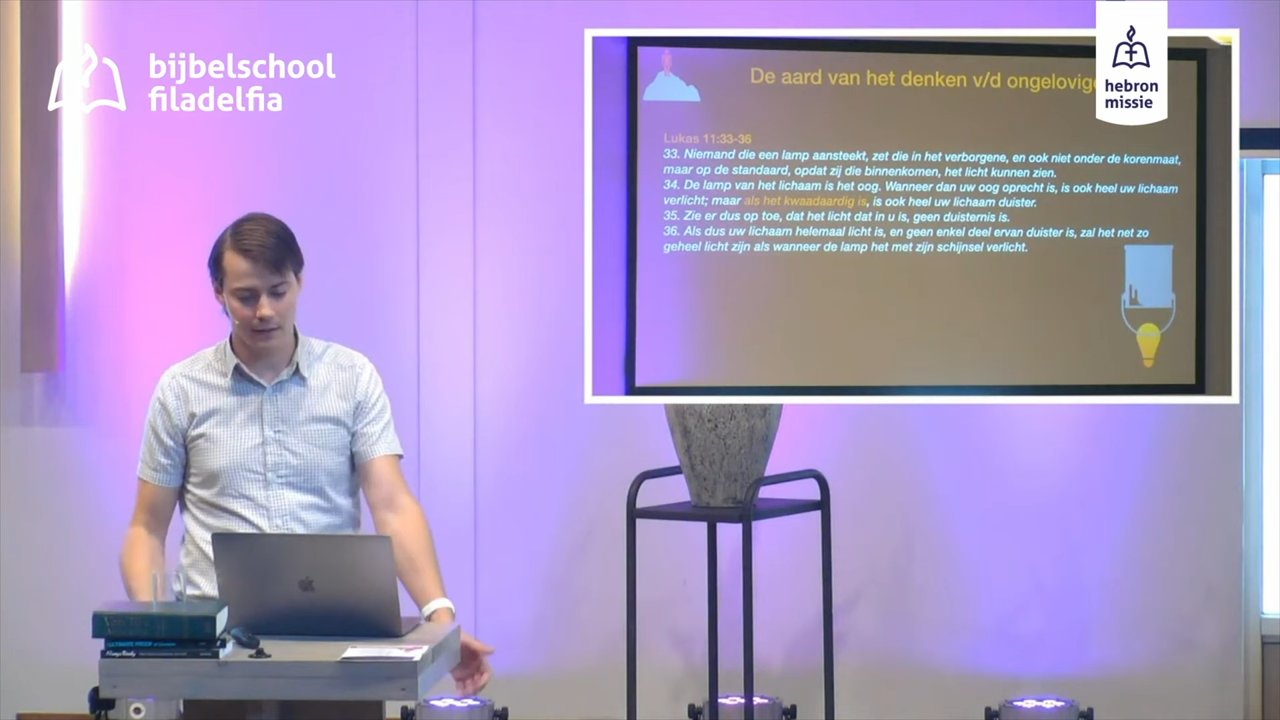 bijbelschool
filadelfia
hebron
missie
De aard van het denken v/d ongelovige
Lukas 11:33-36
33. Niemand die een lamp aansteekt, zet die in het verborgene, en ook niet onder de korenmaat,
maar op de standaard, opdat zij die binnenkomen, het licht kunnen zien.
34. De lamp van het lichaam is het oog. Wanneer dan uw oog oprecht is, is ook heel uw lichaam
verlicht; maar als het kwaadaardig is, is ook heel uw lichaam duister.
35. Zie er dus op toe, dat het licht dat in u is, geen duisternis is.
36. Als dus uw lichaam helemaal licht is, en geen enkel deel ervan duister is, zal het net zo
geheel licht zijn als wanneer de lamp het met zijn schijnsel verlicht.
ULTIMATE PROOF